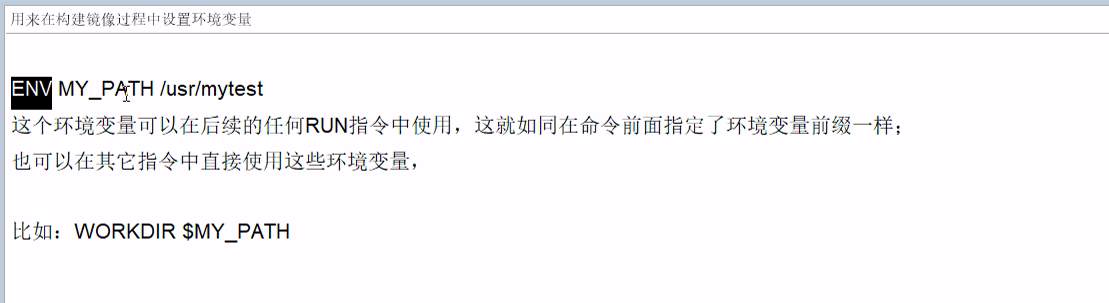 用来在构建镜像过程中设置环境变量
ENV MY_PATH /usr/mytest
这个环境变量可以在后续的任何RUN指令中使用，这就如同在命令前面指定了环境变量前缀一样；
也可以在其它指令中直接使用这些环境变量，
比如：WORKDIR $MY_PATH